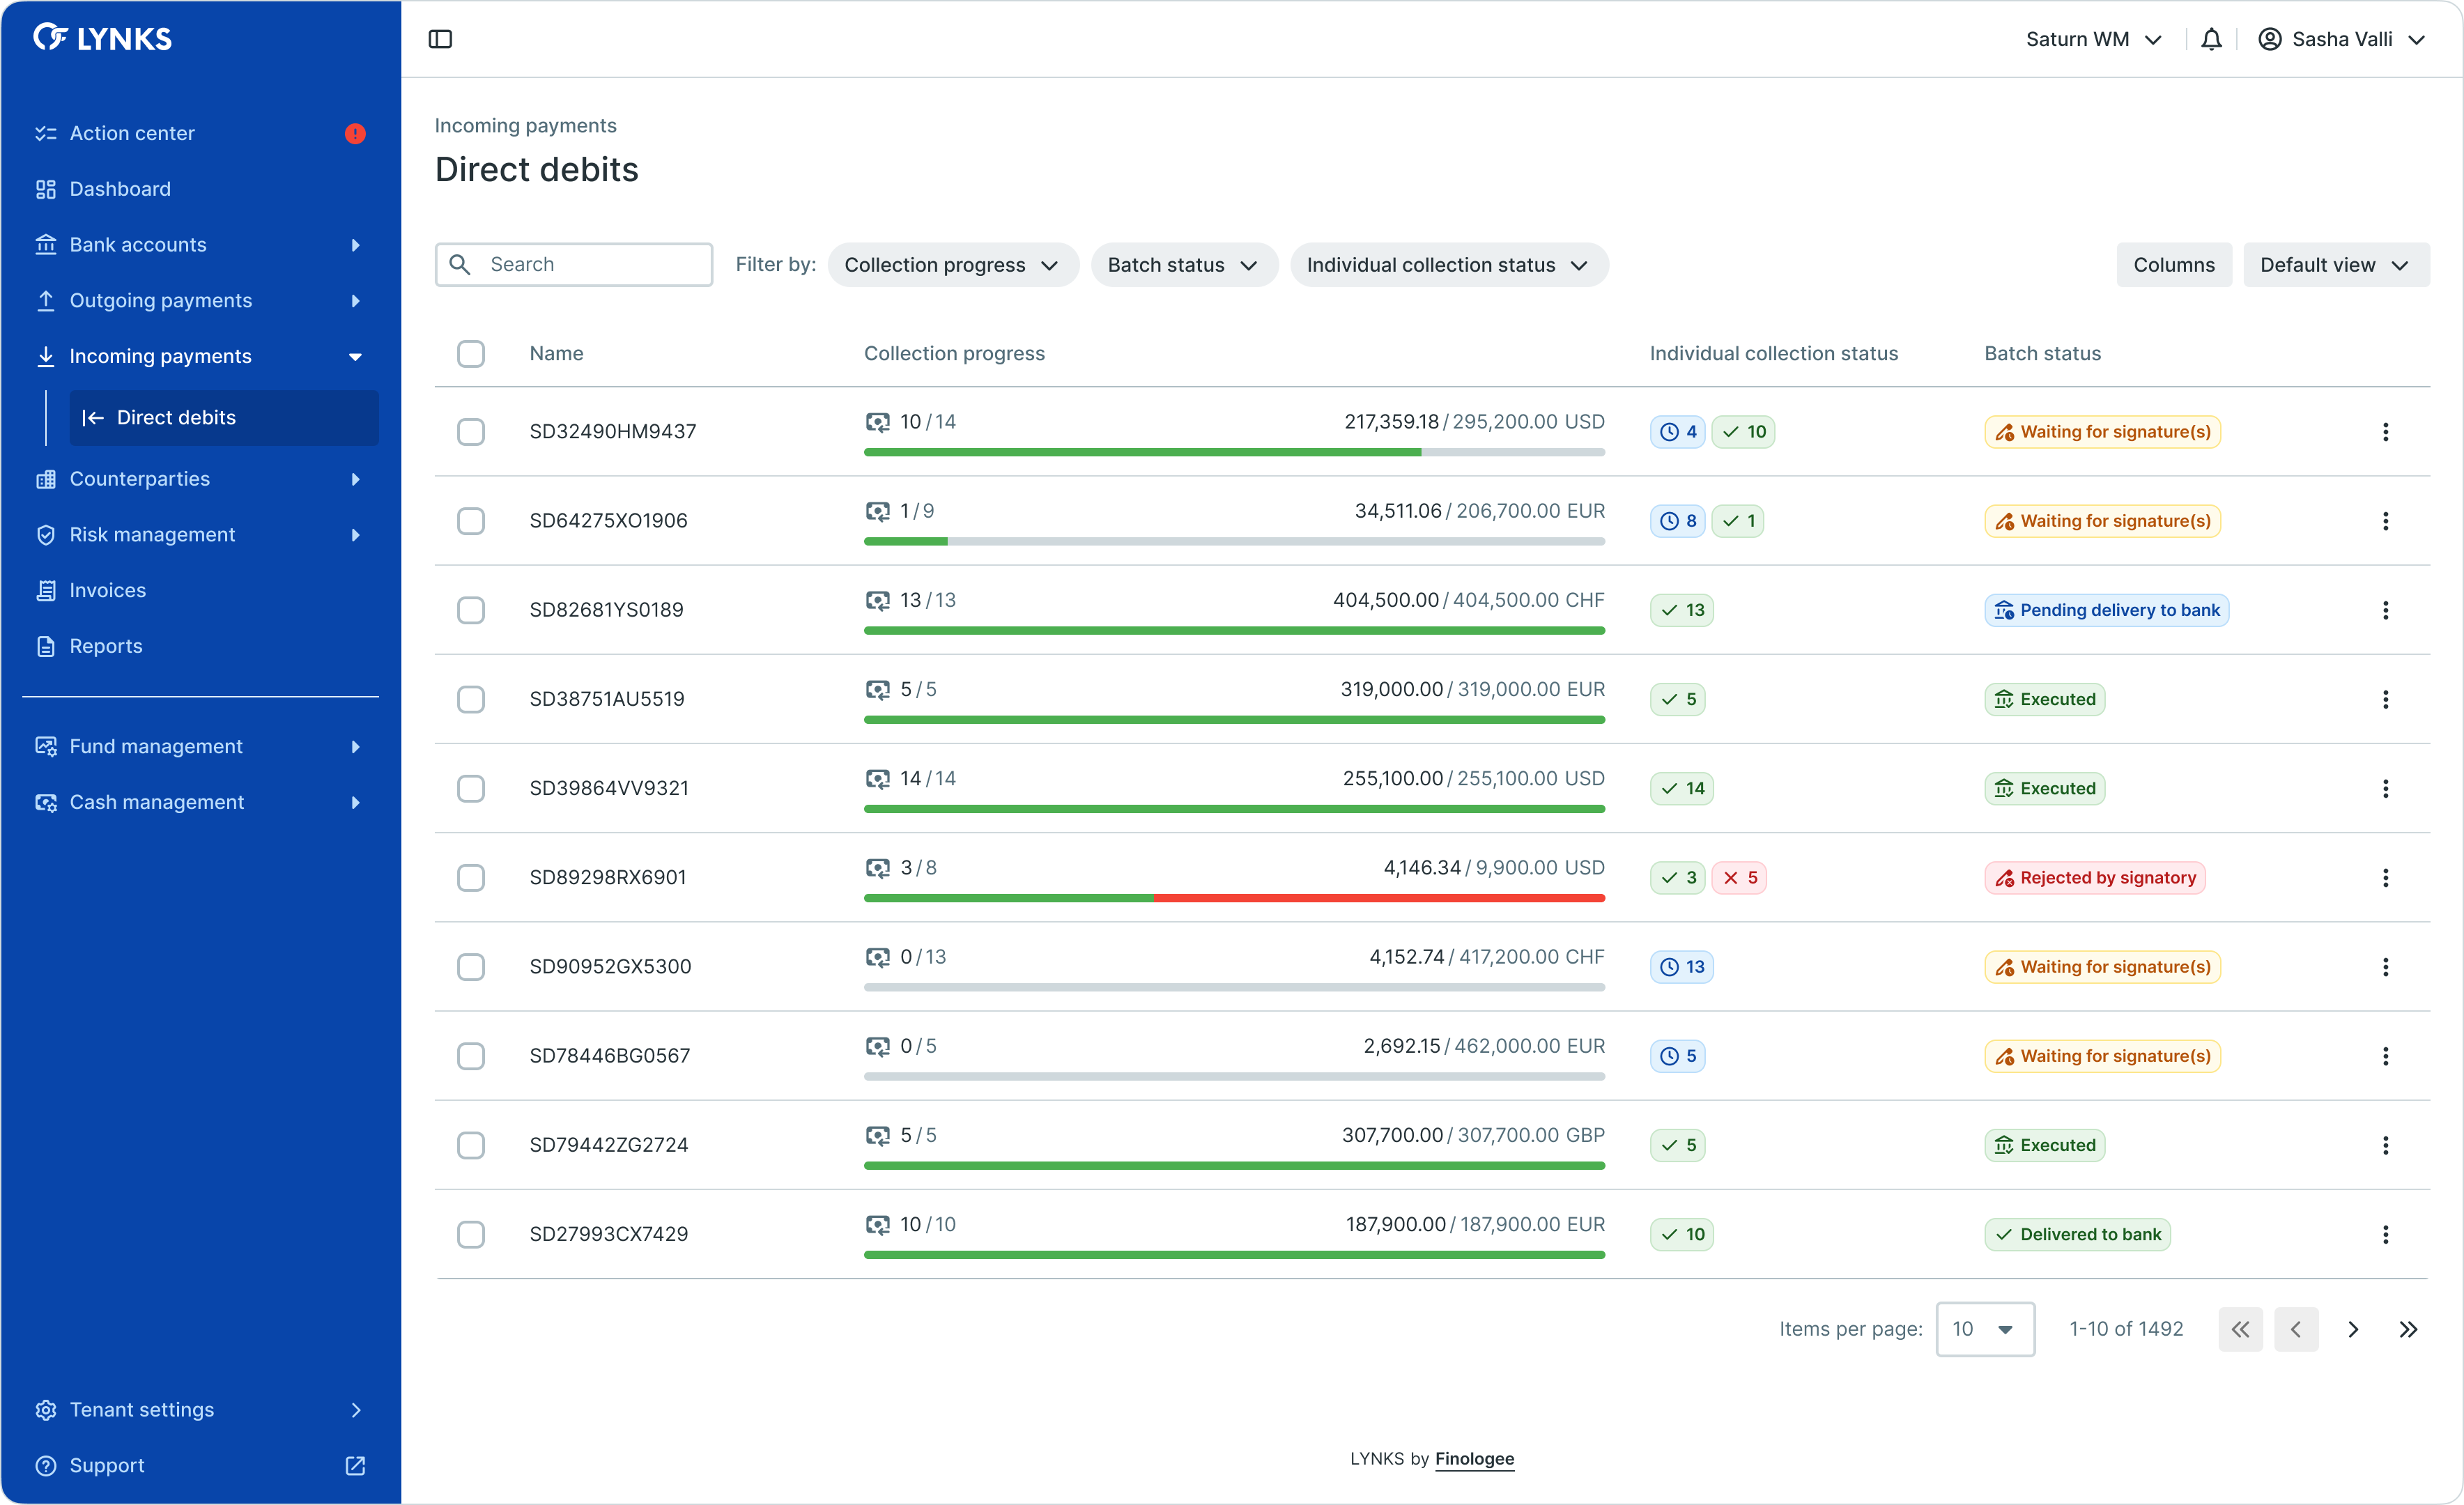 LYNKS
Saturn WM
Sasha Valli
Action center
Dashboard
Bank accounts
Outgoing payments
Incoming payments
Direct debits
Counterparties
Risk management
Invoices
Reports
Fund management
Cash management
Tenant settings
Support
Incoming payments
Direct debits
Search
Filter by:
Collection progress
Batch status
Individual collection status
Columns
Default view
Name Collection progress Individual collection status Batch status
SD32490HM9437 10/14 217,359.18/295,200.00 USD 4 10 Waiting for signature(s)
SD64275XO1906 1/9 34,511.06/206,700.00 EUR 8 1 Waiting for signature(s)
SD82681YS0189 13/13 404,500.00/404,500.00 CHF 13 Pending delivery to bank
SD38751AU5519 5/5 319,000.00/319,000.00 EUR 5 Executed
SD39864VV9321 14/14 255,100.00/255,100.00 USD 14 Executed
SD89298RX6901 3/8 4,146.34/9,900.00 USD 3 5 Rejected by signatory
SD90952GX5300 0/13 4,152.74/417,200.00 CHF 13 Waiting for signature(s)
SD78446BG0567 0/5 2,692.15/462,000.00 EUR 5 Waiting for signature(s)
SD79442ZG2724 5/5 307,700.00/307,700.00 GBP 5 Executed
SD27993CX7429 10/10 187,900.00/187,900.00 EUR 10 Delivered to bank
Items per page: 10 1-10 of 1492
LYNKS by Finologee